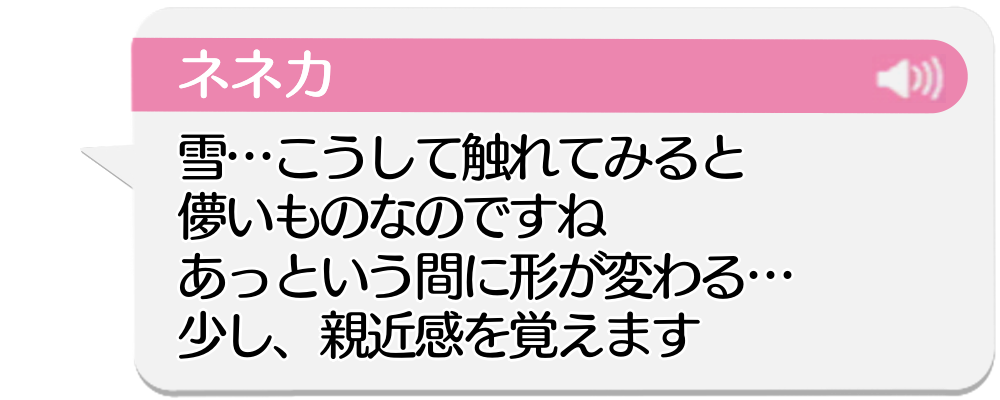 ネネカ
雪…こうして触れてみると
儚いものなのですね
あっという間に形が変わる…
少し、親近感を覚えます